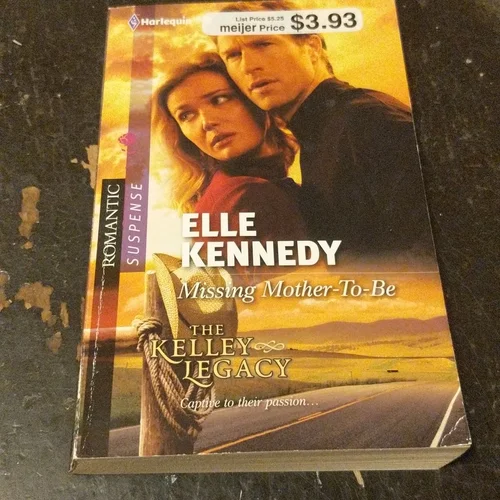 Harlequin
List Price $5.25
meijer Price $3.93
ROMANTIC
SUSPENSE
ELLE
KENNEDY
Missing Mother-To-Be
THE
KELLEY
LEGACY
Captive to their passion...